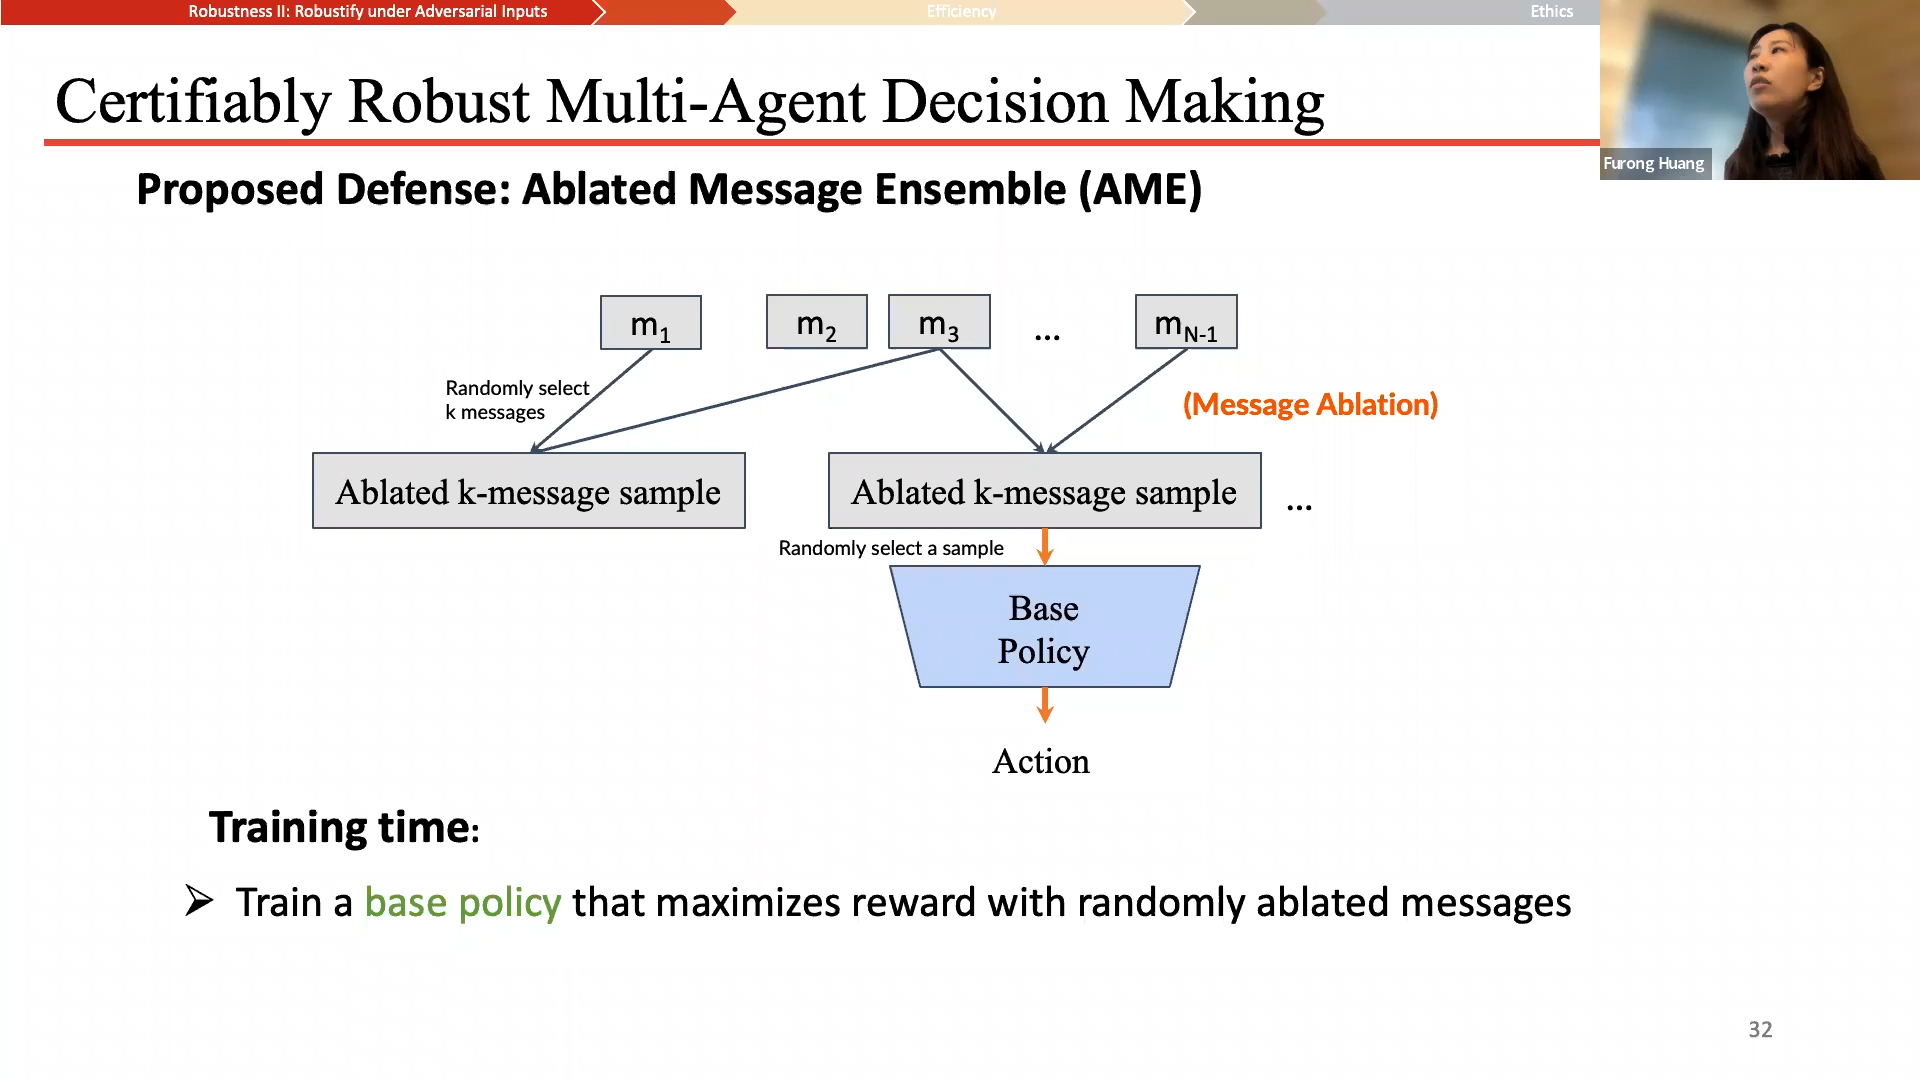 Robustness II: Robustify under Adversarial Inputs
Efficiency
Ethics
Certifiably Robust Multi-Agent Decision Making
Furong Huang
Proposed Defense: Ablated Message Ensemble (AME)
m1
m2
m3
...
mN-1
Randomly select
k messages
(Message Ablation)
Ablated k-message sample
Ablated k-message sample
...
Randomly select a sample
Base
Policy
Action
Training time:
➢ Train a base policy that maximizes reward with randomly ablated messages
32